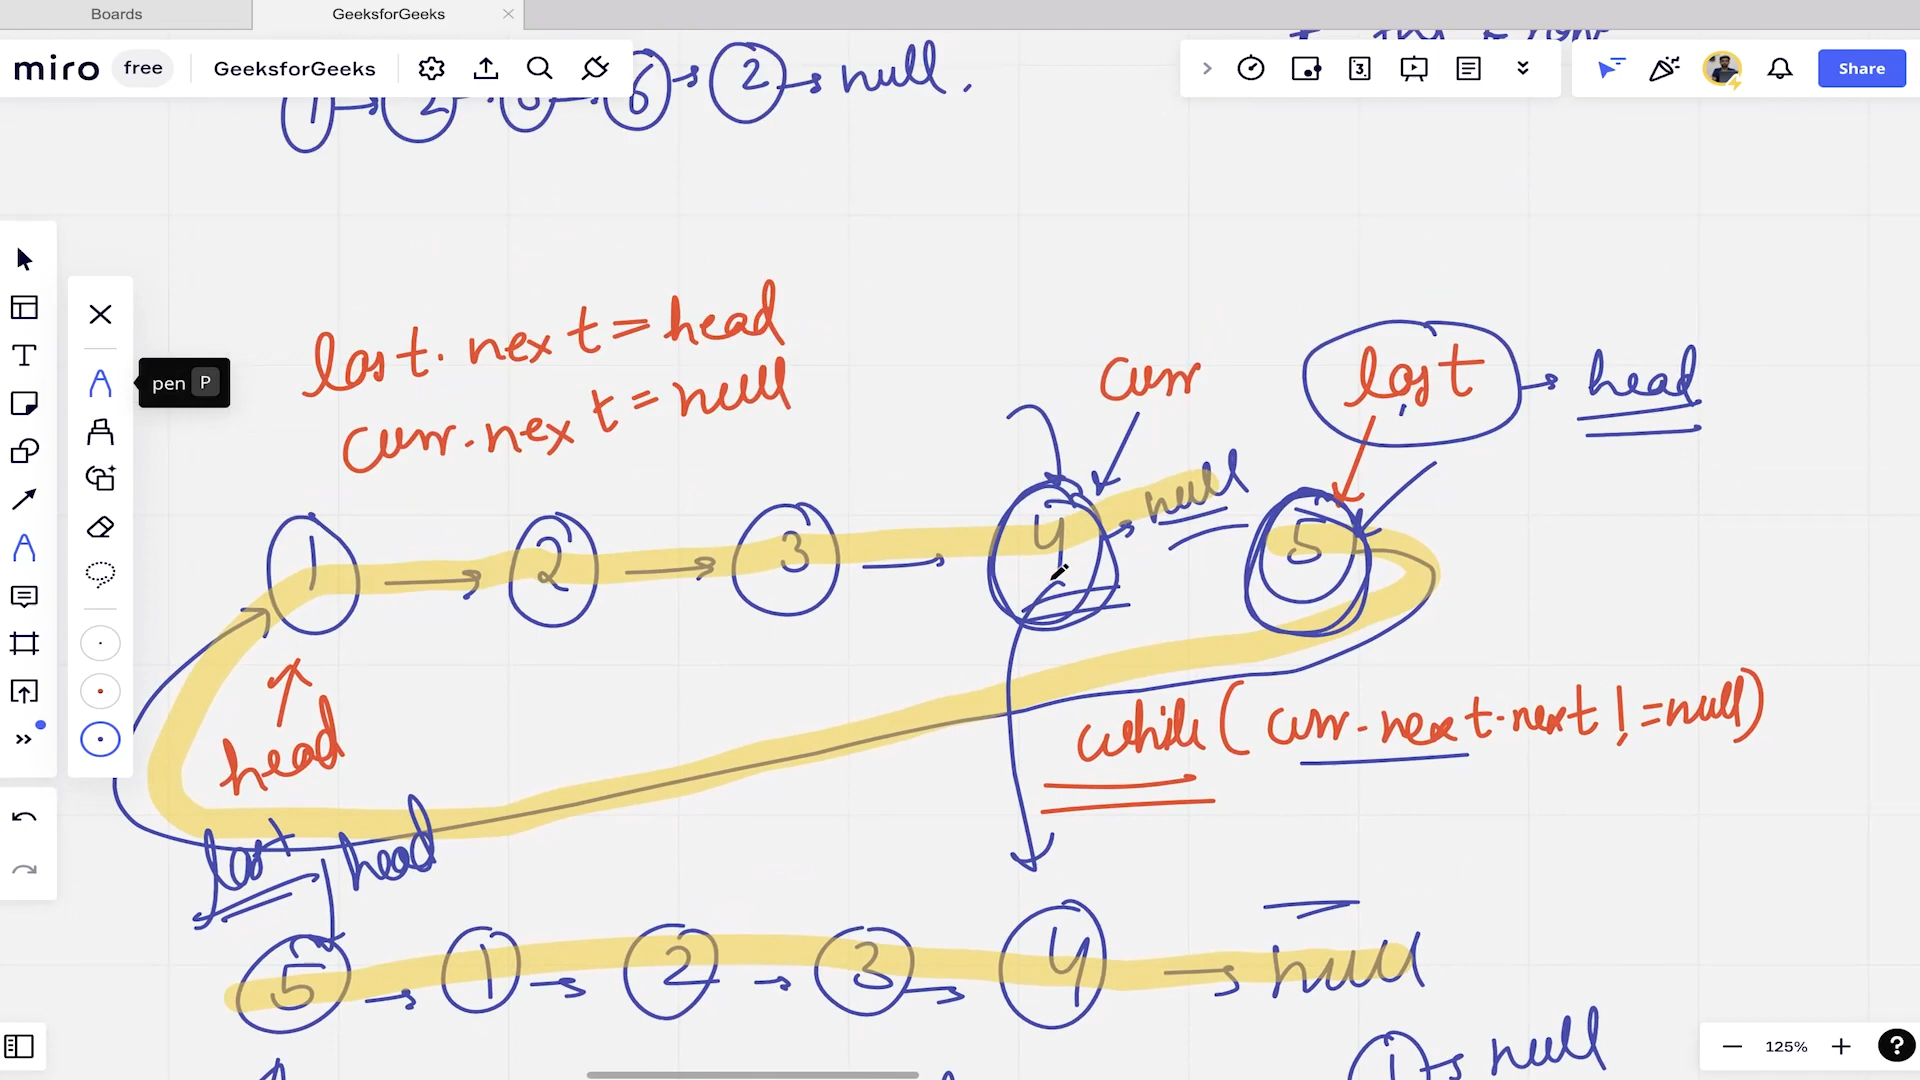 Boards
GeeksforGeeks
miro free GeeksforGeeks
Share
1 → 2 6 → 2 → null.
last.next = head
curr.next = null
curr
last → head
pen P
1 → 2 → 3 → 4 → null 5
head
while (curr.next.next != null)
last head
5 → 1 → 2 → 3 → 4 → null
1 → null
125%